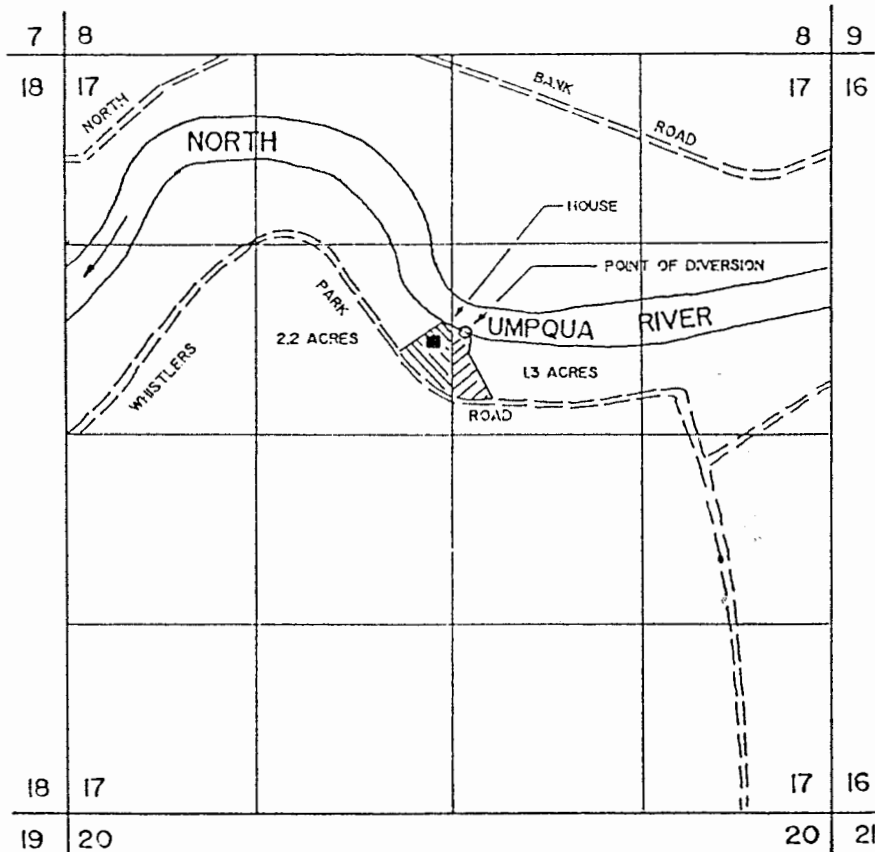 7 8
8 9
18 17
17 16
NORTH
BANK
ROAD
NORTH
HOUSE
POINT OF DIVERSION
PARK
UMPQUA RIVER
2.2 ACRES
WHISTLERS
1.3 ACRES
ROAD
18 17
17 16
19 20
20 21